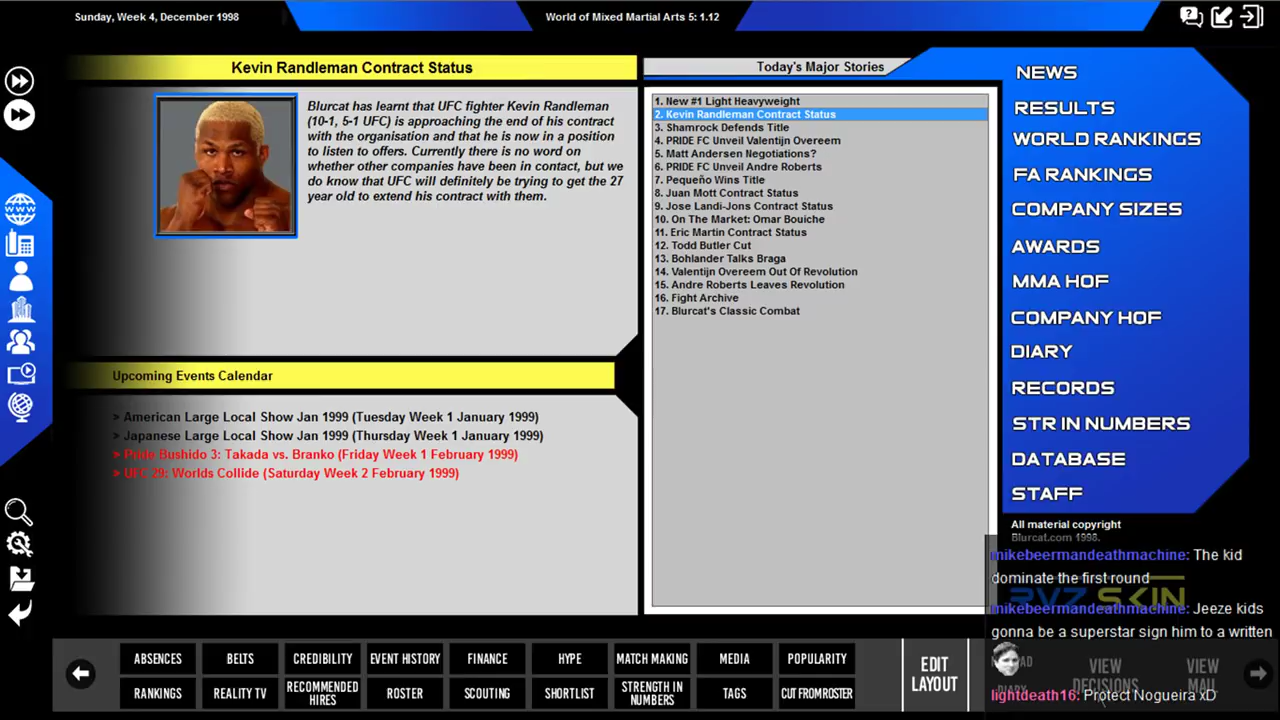 Sunday, Week 4, December 1998
World of Mixed Martial Arts 5: 1.12
Kevin Randleman Contract Status
Blurcat has learnt that UFC fighter Kevin Randleman
(10-1, 5-1 UFC) is approaching the end of his contract
with the organisation and that he is now in a position
to listen to offers. Currently there is no word on
whether other companies have been in contact, but we
do know that UFC will definitely be trying to get the 27
year old to extend his contract with them.
Upcoming Events Calendar
> American Large Local Show Jan 1999 (Tuesday Week 1 January 1999)
> Japanese Large Local Show Jan 1999 (Thursday Week 1 January 1999)
> Pride Bushido 3: Takada vs. Branko (Friday Week 1 February 1999)
> UFC 29: Worlds Collide (Saturday Week 2 February 1999)
Today's Major Stories
1. New #1 Light Heavyweight
2. Kevin Randleman Contract Status
3. Shamrock Defends Title
4. PRIDE FC Unveil Valentijn Overeem
5. Matt Andersen Negotiations?
6. PRIDE FC Unveil Andre Roberts
7. Pequeño Wins Title
8. Juan Mott Contract Status
9. Jose Landi-Jons Contract Status
10. On The Market: Omar Bouiche
11. Eric Martin Contract Status
12. Todd Butler Cut
13. Bohlander Talks Braga
14. Valentijn Overeem Out Of Revolution
15. Andre Roberts Leaves Revolution
16. Fight Archive
17. Blurcat's Classic Combat
NEWS
RESULTS
WORLD RANKINGS
FA RANKINGS
COMPANY SIZES
AWARDS
MMA HOF
COMPANY HOF
DIARY
RECORDS
STR IN NUMBERS
DATABASE
STAFF
All material copyright
Blurcat.com 1998.
mikebeermandeathmachine: The kid
dominate the first round
SKIN
mikebeermandeathmachine: Jeeze kids
gonna be a superstar sign him to a written
lightdeath16: Protect Nogueira xD
VIEW
DECISIONS
VIEW
MAIL
ABSENCES
BELTS
CREDIBILITY
EVENT HISTORY
FINANCE
HYPE
MATCH MAKING
MEDIA
POPULARITY
RANKINGS
REALITY TV
RECOMMENDED
HIRES
ROSTER
SCOUTING
SHORTLIST
STRENGTH IN
NUMBERS
TAGS
CUT FROM ROSTER
EDIT
LAYOUT